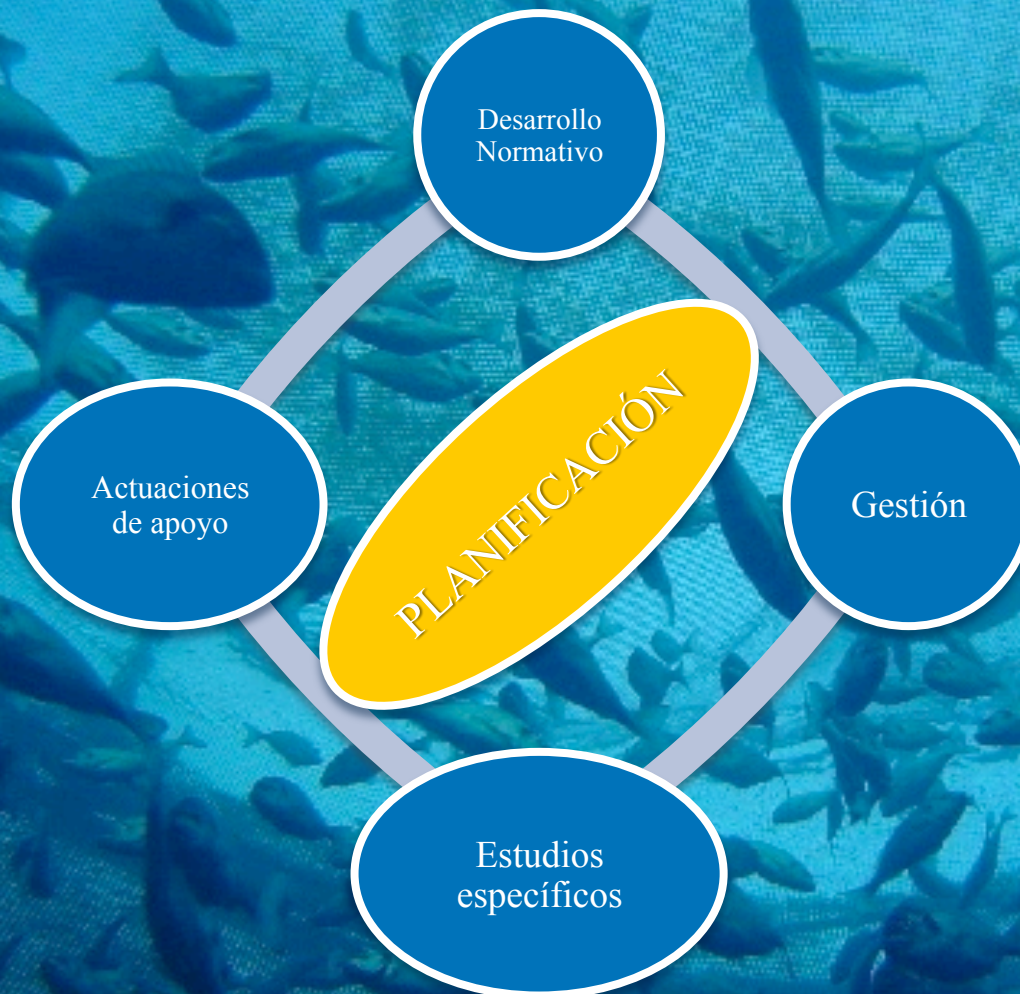 Desarrollo
Normativo
PLANIFICACIÓN
Actuaciones
de apoyo
Gestión
Estudios
específicos